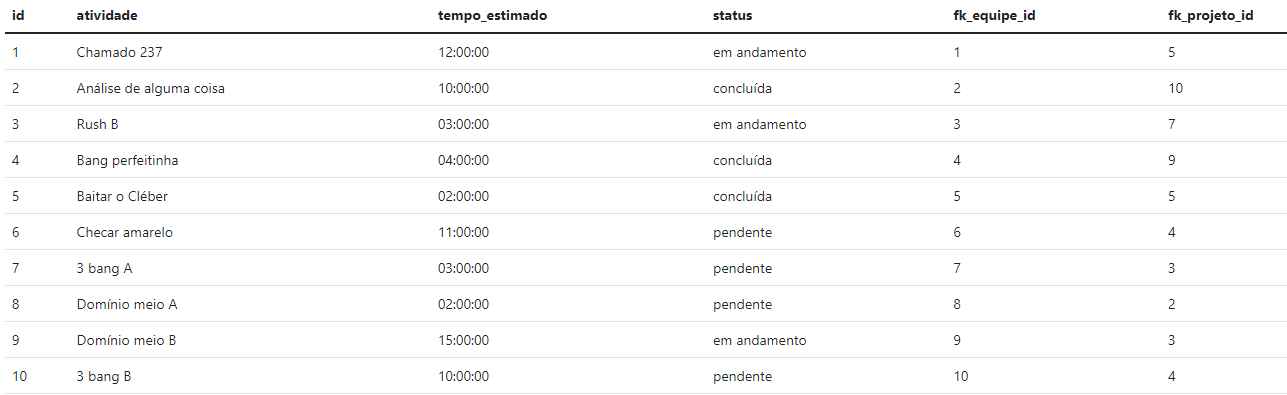 id atividade tempo_estimado status fk_equipe_id fk_projeto_id
1 Chamado 237 12:00:00 em andamento 1 5
2 Análise de alguma coisa 10:00:00 concluída 2 10
3 Rush B 03:00:00 em andamento 3 7
4 Bang perfeitinha 04:00:00 concluída 4 9
5 Baitar o Cléber 02:00:00 concluída 5 5
6 Checar amarelo 11:00:00 pendente 6 4
7 3 bang A 03:00:00 pendente 7 3
8 Domínio meio A 02:00:00 pendente 8 2
9 Domínio meio B 15:00:00 em andamento 9 3
10 3 bang B 10:00:00 pendente 10 4